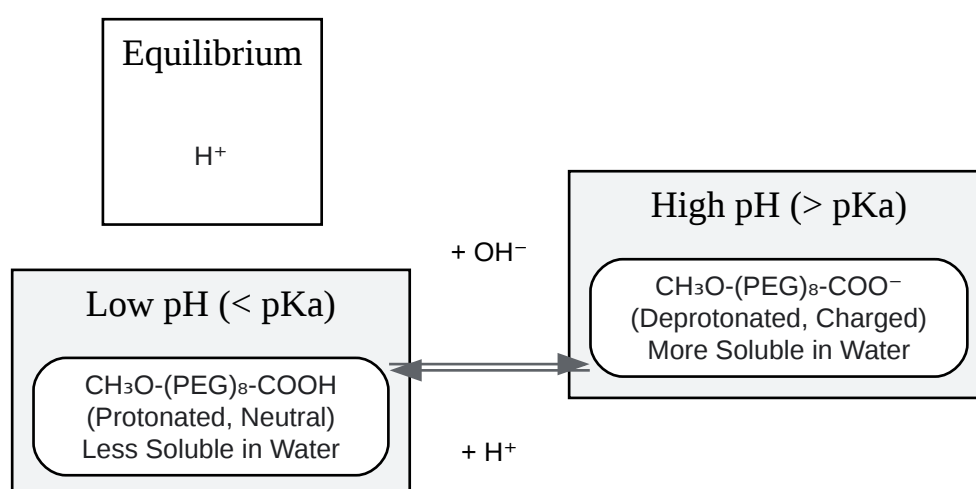 Equilibrium
H⁺
High pH (> pKa)
CH₃O-(PEG)₈-COO⁻
(Deprotonated, Charged)
More Soluble in Water
+ OH⁻
Low pH (< pKa)
CH₃O-(PEG)₈-COOH
(Protonated, Neutral)
Less Soluble in Water
+ H⁺